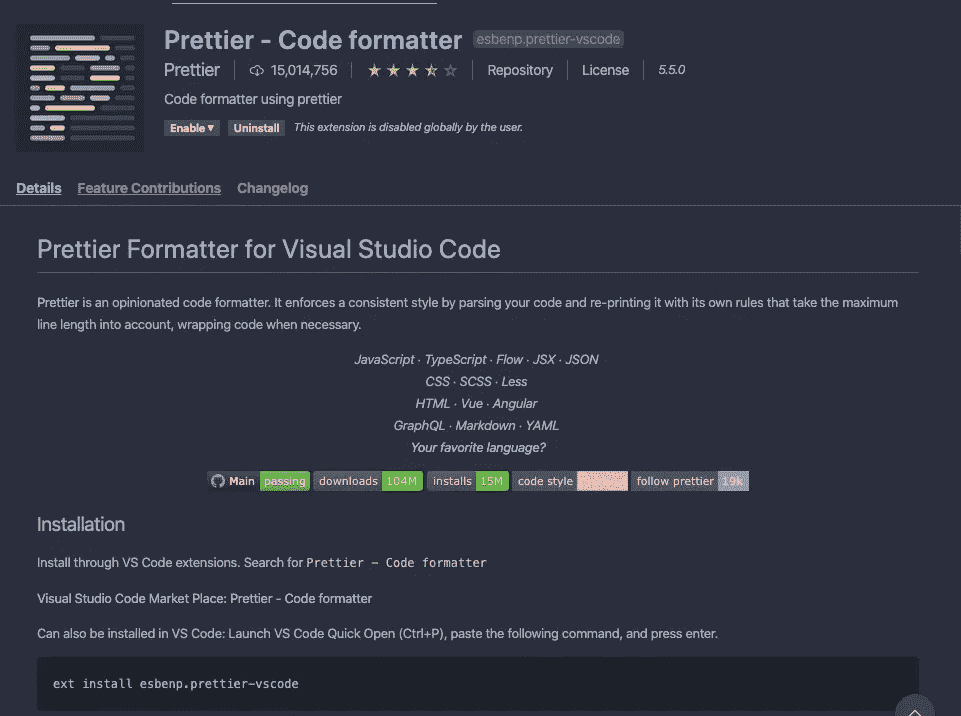 Prettier - Code formatter esbenp.prettier-vscode
Prettier 15,014,756 Repository License 5.5.0
Code formatter using prettier
Enable Uninstall This extension is disabled globally by the user.
Details Feature Contributions Changelog
Prettier Formatter for Visual Studio Code
Prettier is an opinionated code formatter. It enforces a consistent style by parsing your code and re-printing it with its own rules that take the maximum
line length into account, wrapping code when necessary.
JavaScript · TypeScript · Flow · JSX · JSON
CSS · SCSS · Less
HTML · Vue · Angular
GraphQL · Markdown · YAML
Your favorite language?
Main passing downloads 104M installs 15M code style follow prettier 19k
Installation
Install through VS Code extensions. Search for Prettier - Code formatter
Visual Studio Code Market Place: Prettier - Code formatter
Can also be installed in VS Code: Launch VS Code Quick Open (Ctrl+P), paste the following command, and press enter.
ext install esbenp.prettier-vscode